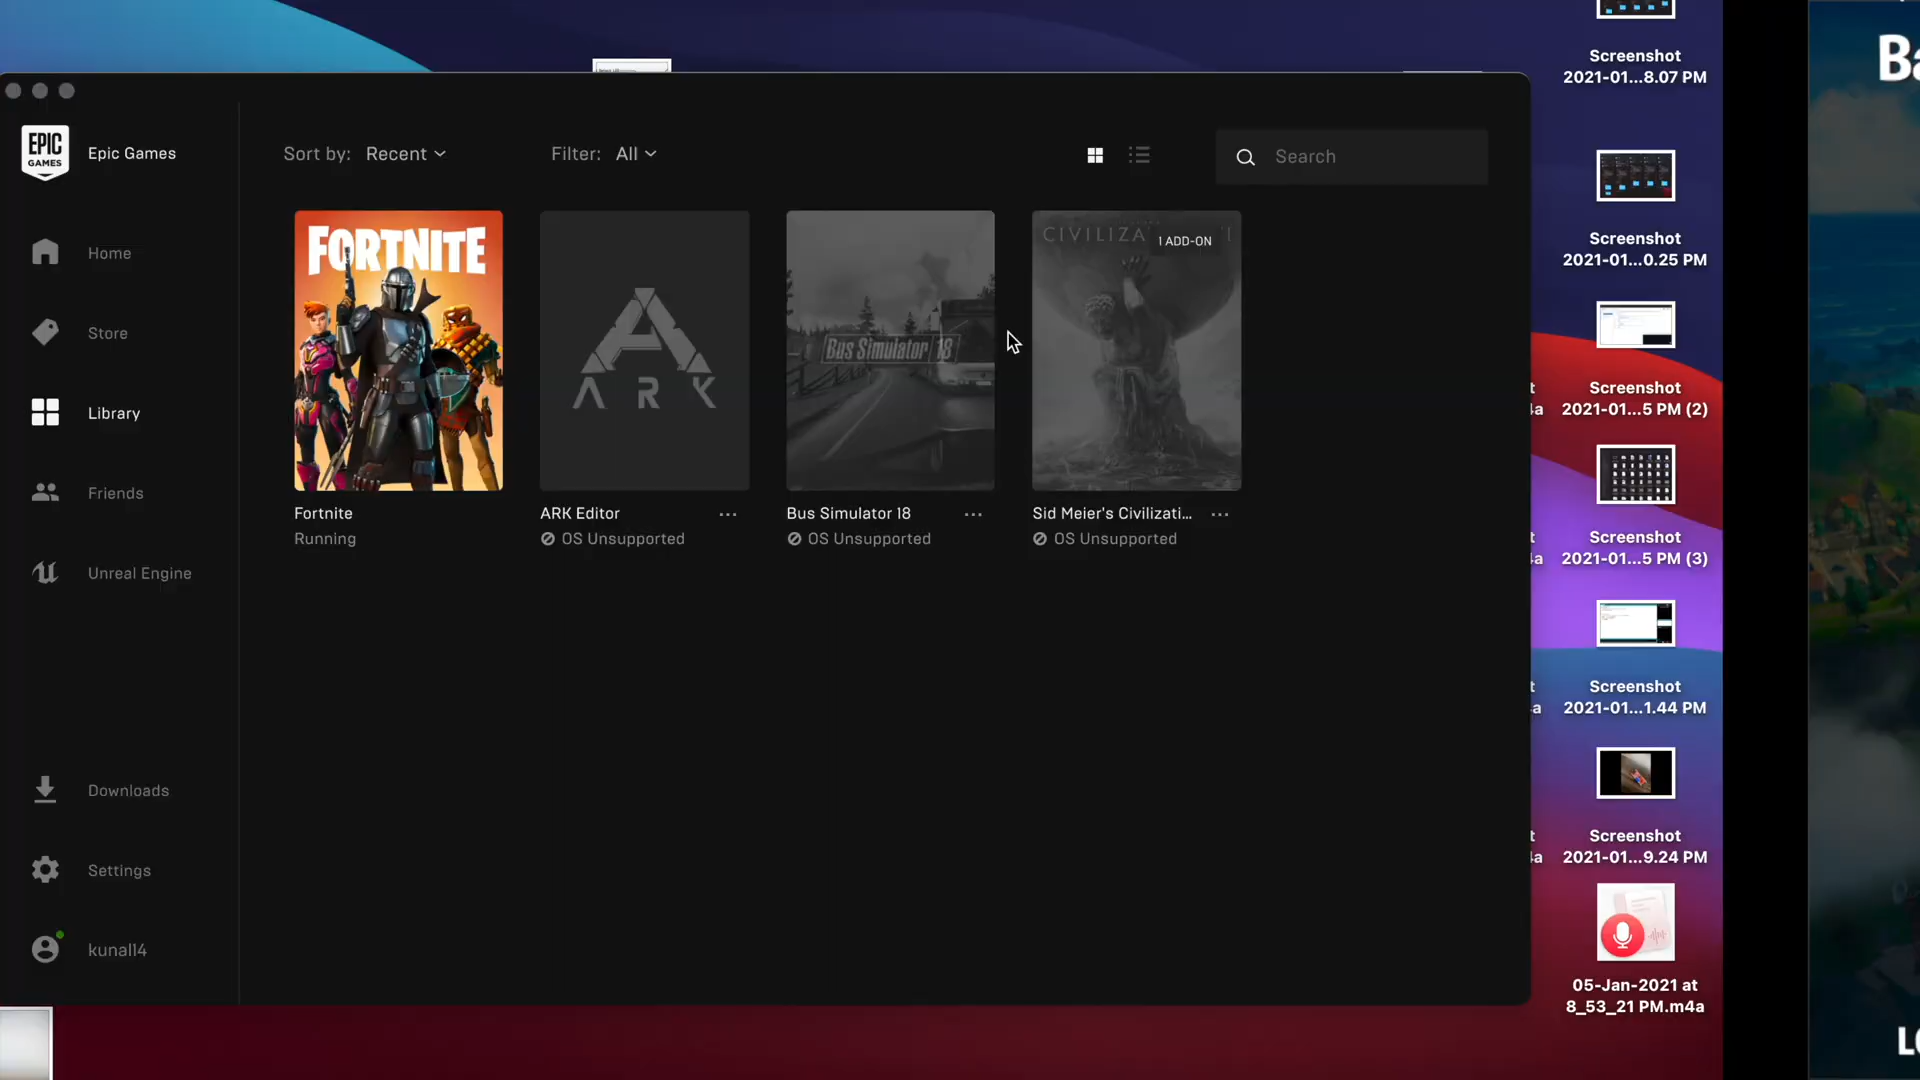 EPIC
GAMES
Epic Games
Home
Store
Library
Friends
Unreal Engine
Downloads
Settings
kunal14
Sort by: Recent
Filter: All
Search
FORTNITE
Fortnite
Running
ARK
ARK Editor
OS Unsupported
Bus Simulator 18
Bus Simulator 18
OS Unsupported
1 ADD-ON
Sid Meier's Civilizati...
OS Unsupported
Screenshot
2021-01...8.07 PM
Screenshot
2021-01...0.25 PM
Screenshot
2021-01...5 PM (2)
Screenshot
2021-01...5 PM (3)
Screenshot
2021-01...1.44 PM
Screenshot
2021-01...9.24 PM
05-Jan-2021 at
8_53_21 PM.m4a
Ba